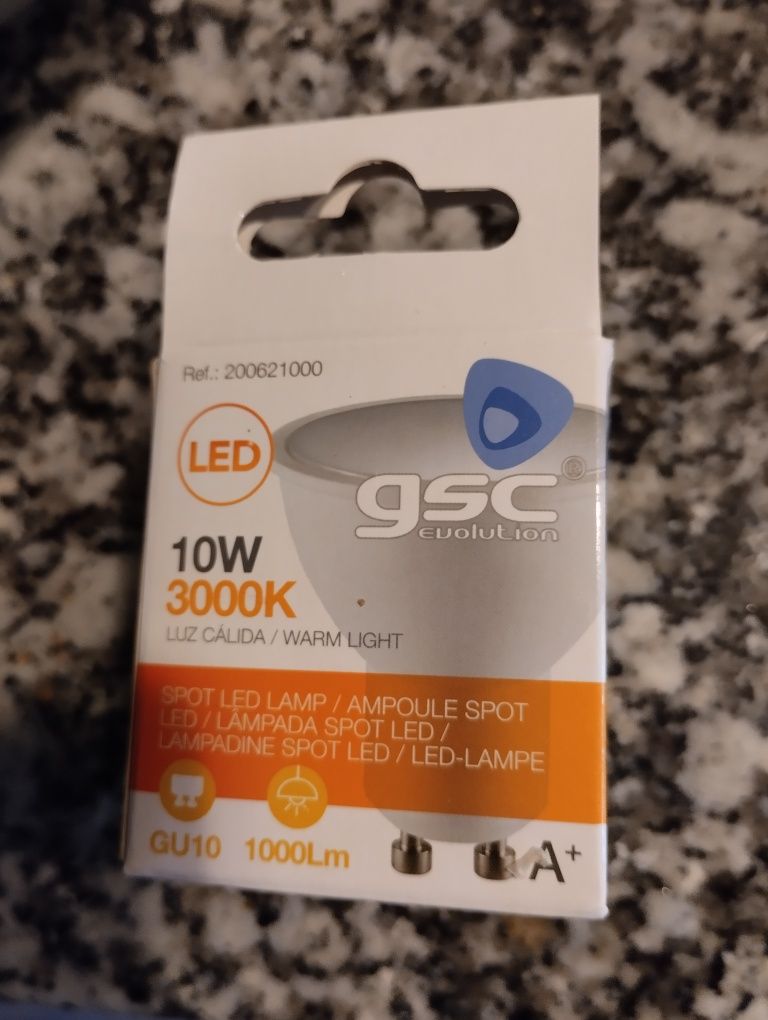 Ref.: 200621000
LED
gsc®
evolution
10W
3000K
LUZ CÁLIDA / WARM LIGHT
SPOT LED LAMP / AMPOULE SPOT
LED / LÁMPADA SPOT LED /
LAMPADINE SPOT LED / LED-LAMPE
GU10 1000Lm
A+